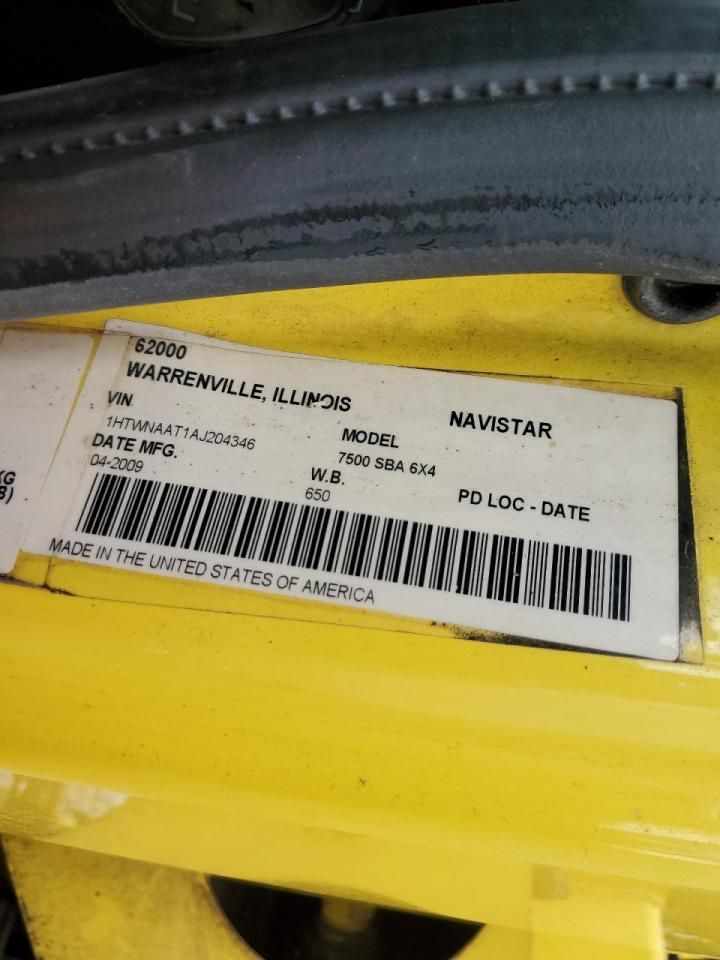 62000
WARRENVILLE, ILLINOIS
NAVISTAR
VIN
1HTWNAAT1AJ204346
MODEL
7500 SBA 6X4
DATE MFG.
04-2009
W.B.
650
PD LOC - DATE
MADE IN THE UNITED STATES OF AMERICA